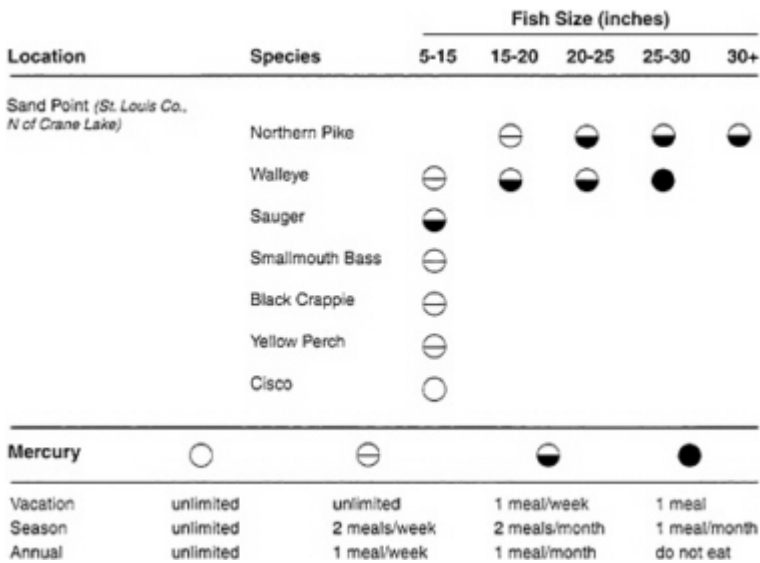 Fish Size (inches)
Location Species 5-15 15-20 20-25 25-30 30+
Sand Point (St. Louis Co.,
N of Crane Lake)
Northern Pike
Walleye
Sauger
Smallmouth Bass
Black Crappie
Yellow Perch
Cisco
Mercury
Vacation unlimited unlimited 1 meal/week 1 meal
Season unlimited 2 meals/week 2 meals/month 1 meal/month
Annual unlimited 1 meal/week 1 meal/month do not eat